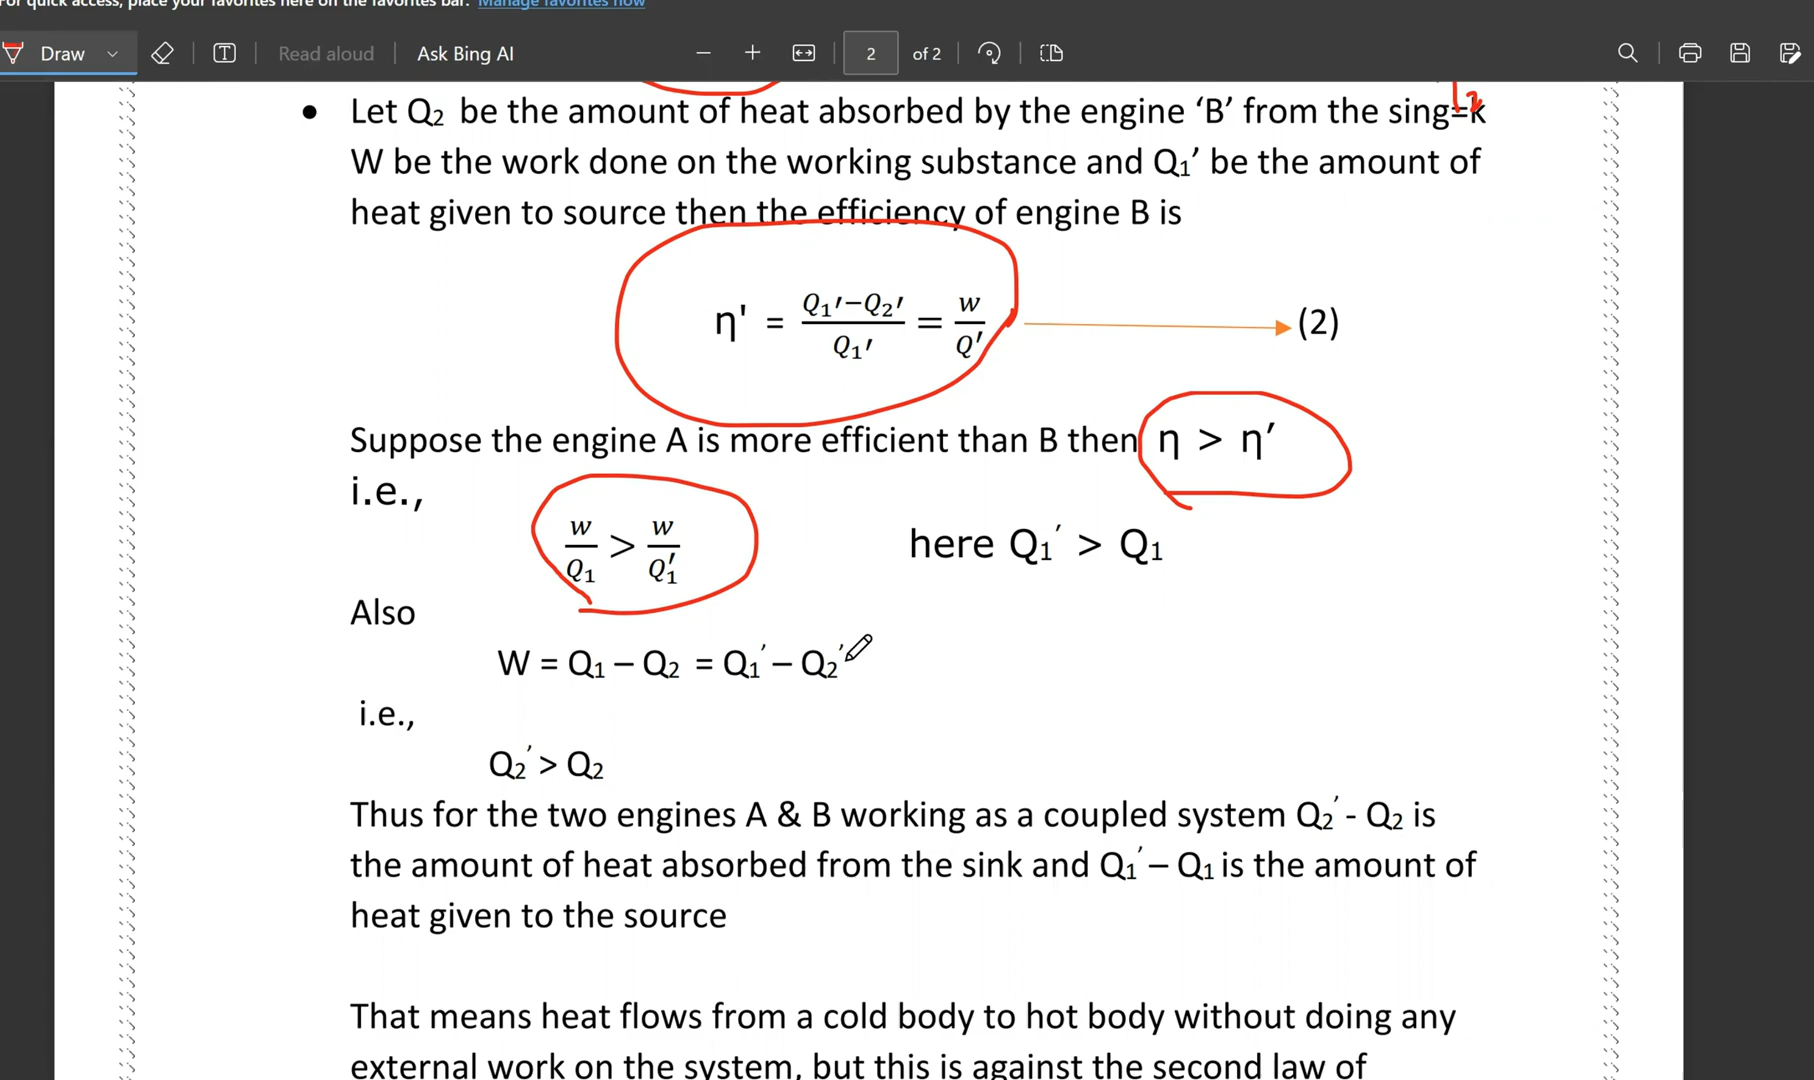 For quick access, place your favorites here on the favorites bar. Manage favorites now
Draw
T
Read aloud
Ask Bing AI
2
of 2
• Let Q₂ be the amount of heat absorbed by the engine ‘B’ from the sing=k
W be the work done on the working substance and Q₁’ be the amount of
heat given to source then the efficiency of engine B is
η' = (Q₁′−Q₂′)/Q₁′ = w/Q′ (2)
Suppose the engine A is more efficient than B then η > η′
i.e.,
w/Q₁ > w/Q₁′ here Q₁′ > Q₁
Also
W = Q₁ – Q₂ = Q₁′ – Q₂′
i.e.,
Q₂′ > Q₂
Thus for the two engines A & B working as a coupled system Q₂′ - Q₂ is
the amount of heat absorbed from the sink and Q₁′ – Q₁ is the amount of
heat given to the source
That means heat flows from a cold body to hot body without doing any
external work on the system, but this is against the second law of